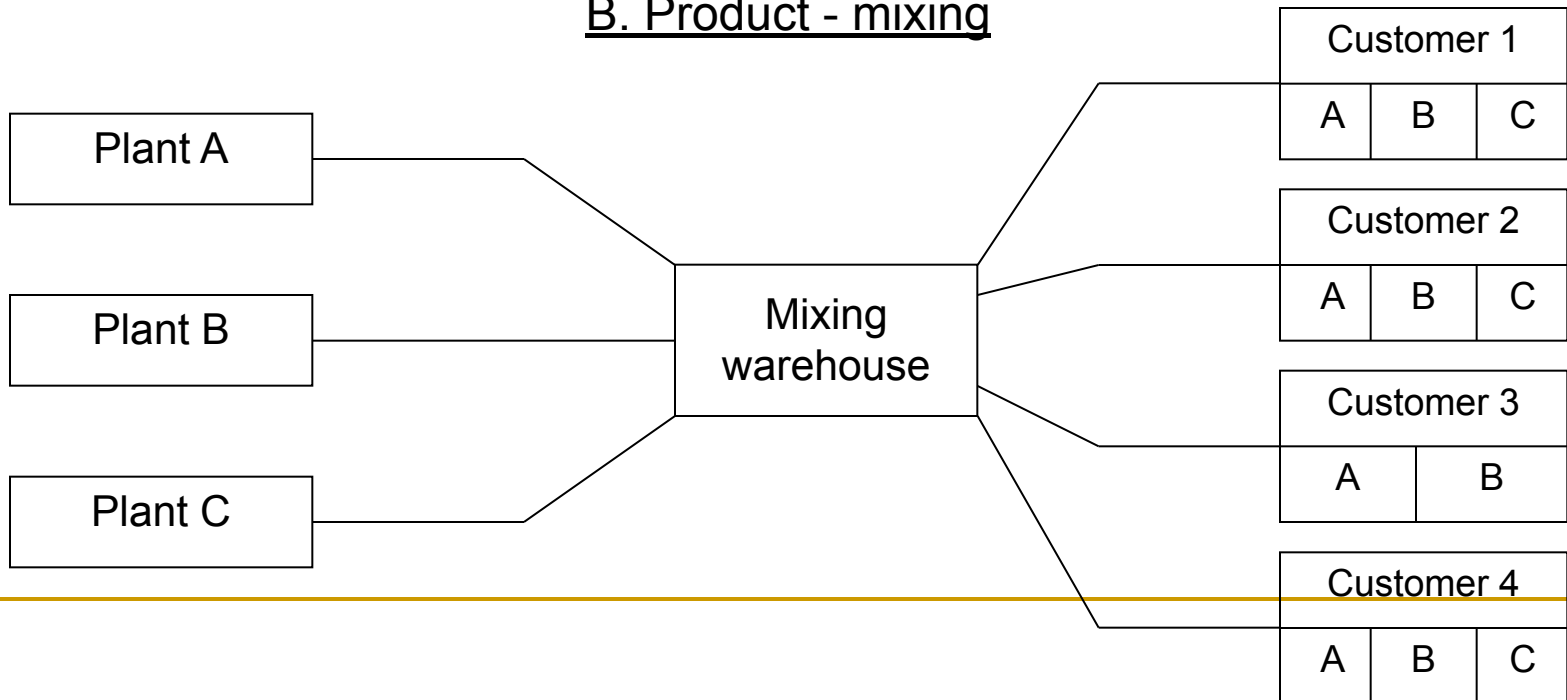 B. Product - mixing
Plant A
Plant B
Plant C
Mixing
warehouse
Customer 1
A B C
Customer 2
A B C
Customer 3
A B
Customer 4
A B C